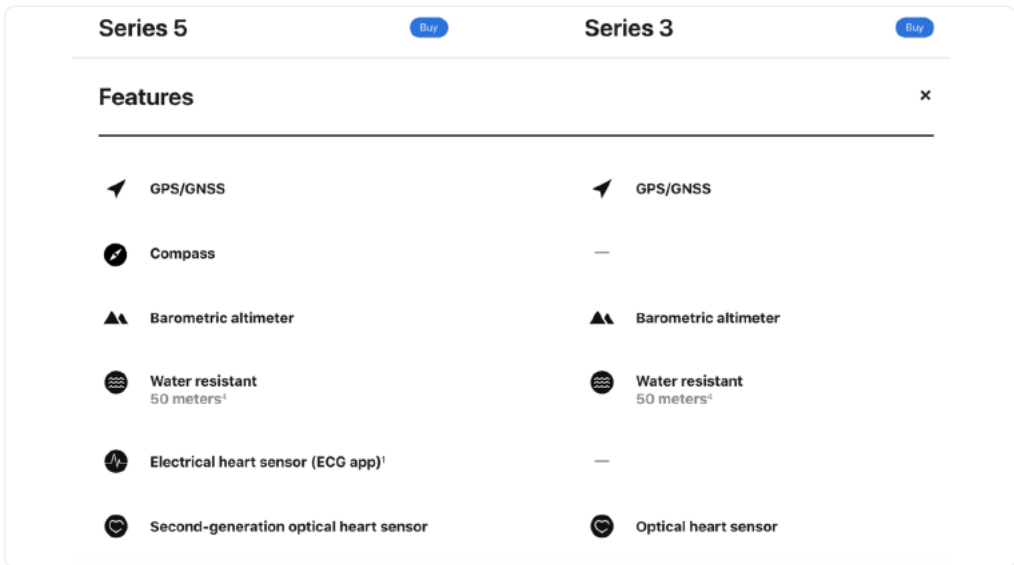 Series 5 Buy Series 3 Buy
Features ×
GPS/GNSS GPS/GNSS
Compass —
Barometric altimeter Barometric altimeter
Water resistant Water resistant
50 meters⁴ 50 meters⁴
Electrical heart sensor (ECG app)¹ —
Second-generation optical heart sensor Optical heart sensor